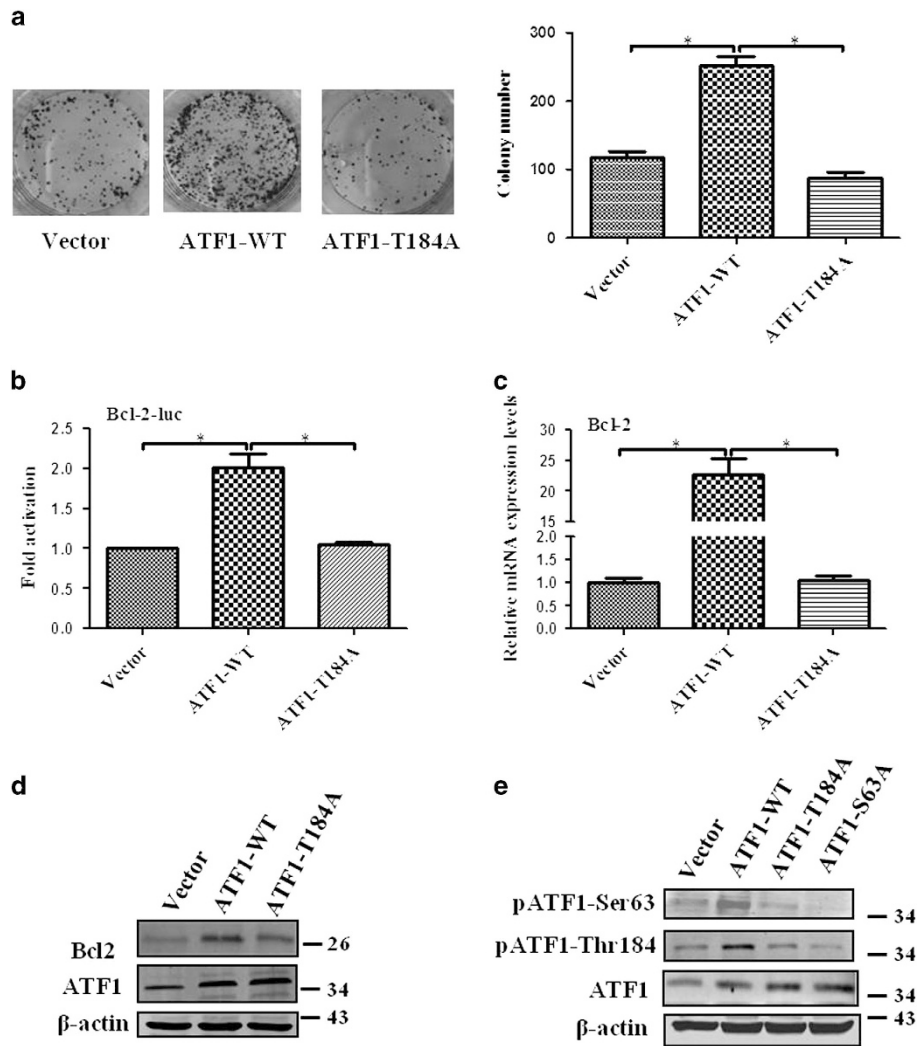 a
Vector
ATF1-WT
ATF1-T184A
Colony number
300
200
100
0
*
*
Vector
ATF1-WT
ATF1-T184A
b
Bcl-2-luc
Fold activation
2.5
2.0
1.5
1.0
0.5
0.0
*
*
Vector
ATF1-WT
ATF1-T184A
c
Bcl-2
Relative mRNA expression levels
30
25
20
15
2.0
1.5
1.0
0.5
0.0
*
*
Vector
ATF1-WT
ATF1-T184A
d
Vector
ATF1-WT
ATF1-T184A
Bcl2
26
ATF1
34
β-actin
43
e
Vector
ATF1-WT
ATF1-T184A
ATF1-S63A
pATF1-Ser63
34
pATF1-Thr184
34
ATF1
34
β-actin
43